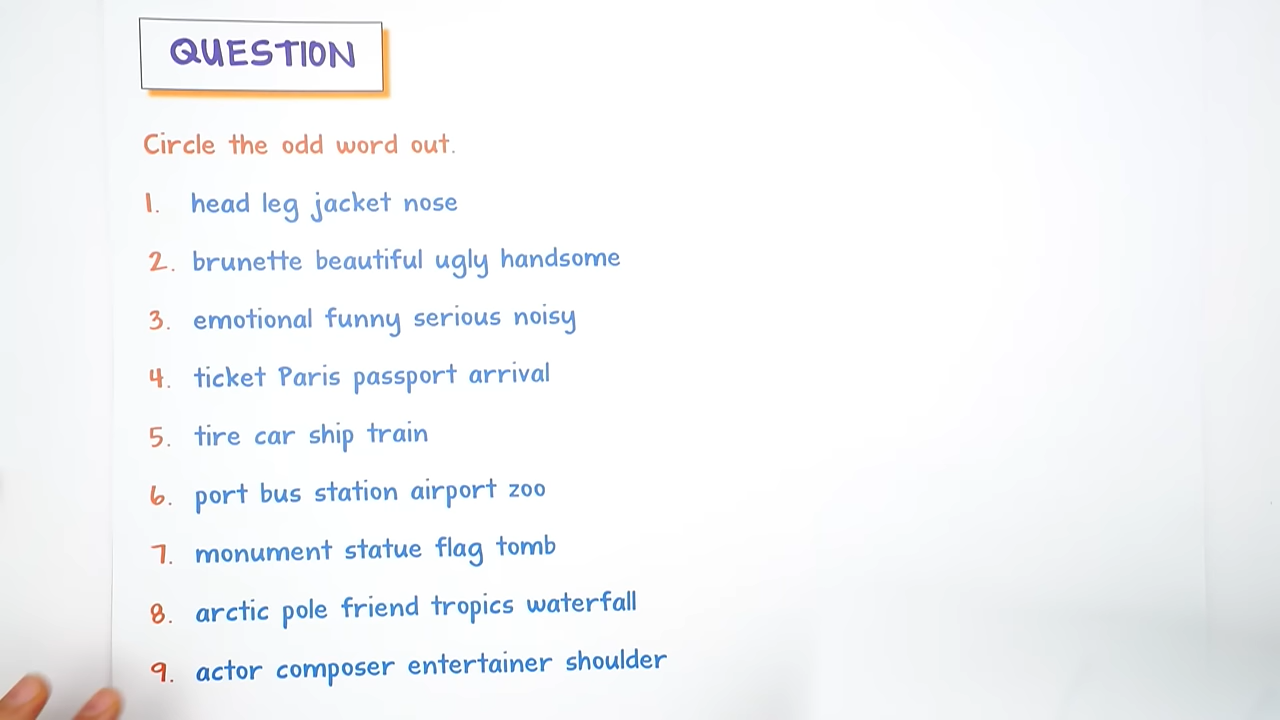 QUESTION
Circle the odd word out.
1. head leg jacket nose
2. brunette beautiful ugly handsome
3. emotional funny serious noisy
4. ticket Paris passport arrival
5. tire car ship train
6. port bus station airport zoo
7. monument statue flag tomb
8. arctic pole friend tropics waterfall
9. actor composer entertainer shoulder